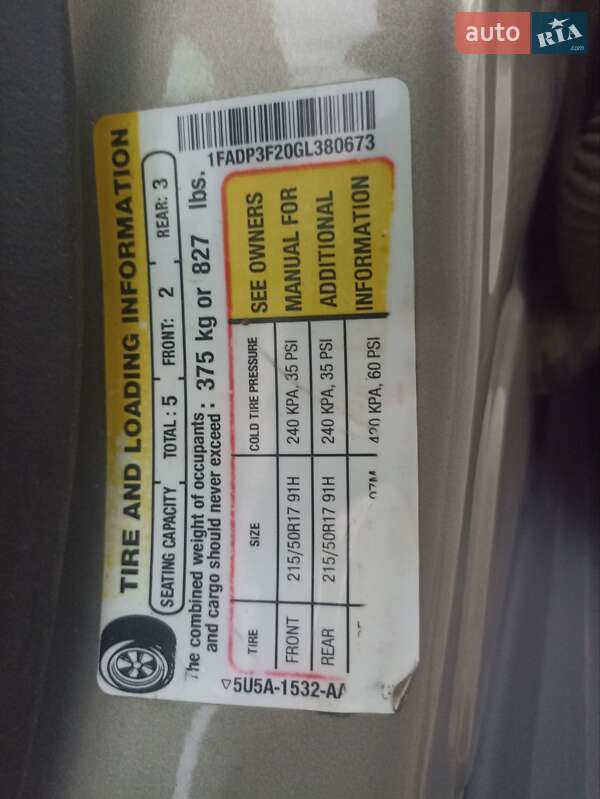 auto RIA .com
1FADP3F20GL380673
TIRE AND LOADING INFORMATION
SEATING CAPACITY TOTAL : 5 FRONT: 2 REAR: 3
The combined weight of occupants
and cargo should never exceed : 375 kg or 827 lbs.
TIRE SIZE COLD TIRE PRESSURE SEE OWNERS
FRONT 215/50R17 91H 240 KPA, 35 PSI MANUAL FOR
REAR 215/50R17 91H 240 KPA, 35 PSI ADDITIONAL
420 KPA, 60 PSI INFORMATION
5U5A-1532-AA